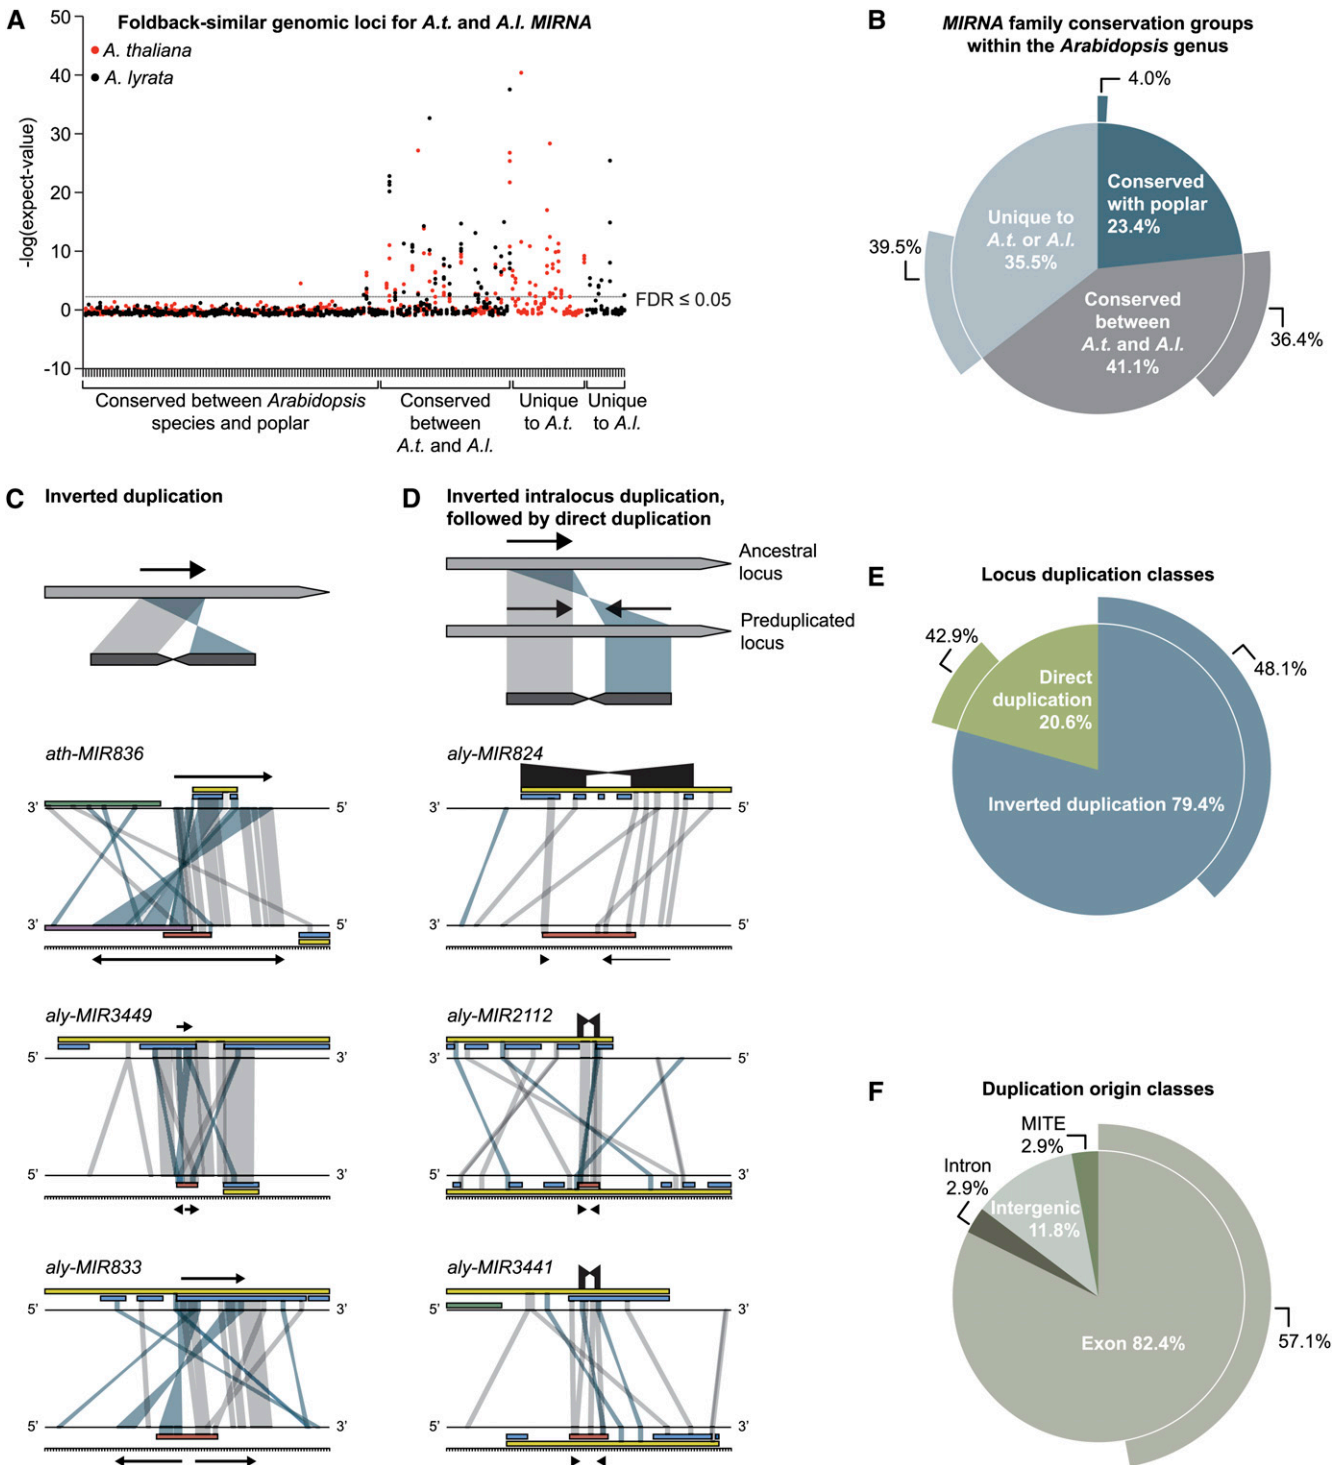 A
Foldback-similar genomic loci for A.t. and A.l. MIRNA
A. thaliana
A. lyrata
-log(expect-value)
50
40
30
20
10
0
-10
FDR ≤ 0.05
Conserved between Arabidopsis
species and poplar
Conserved
between
A.t. and A.l.
Unique
to A.t.
Unique
to A.l.
B
MIRNA family conservation groups
within the Arabidopsis genus
4.0%
Conserved
with poplar
23.4%
Unique to
A.t. or A.l.
35.5%
39.5%
Conserved
between
A.t. and A.l.
41.1%
36.4%
C
Inverted duplication
ath-MIR836
3' 5'
3' 5'
aly-MIR3449
5' 3'
5' 3'
aly-MIR833
5' 3'
5' 3'
D
Inverted intralocus duplication,
followed by direct duplication
Ancestral
locus
Preduplicated
locus
aly-MIR824
3' 5'
3' 5'
aly-MIR2112
3' 5'
5' 3'
aly-MIR3441
5' 3'
5' 3'
E
Locus duplication classes
42.9%
Direct
duplication
20.6%
48.1%
Inverted duplication 79.4%
F
Duplication origin classes
MITE
2.9%
Intron
2.9%
Intergenic
11.8%
Exon 82.4%
57.1%